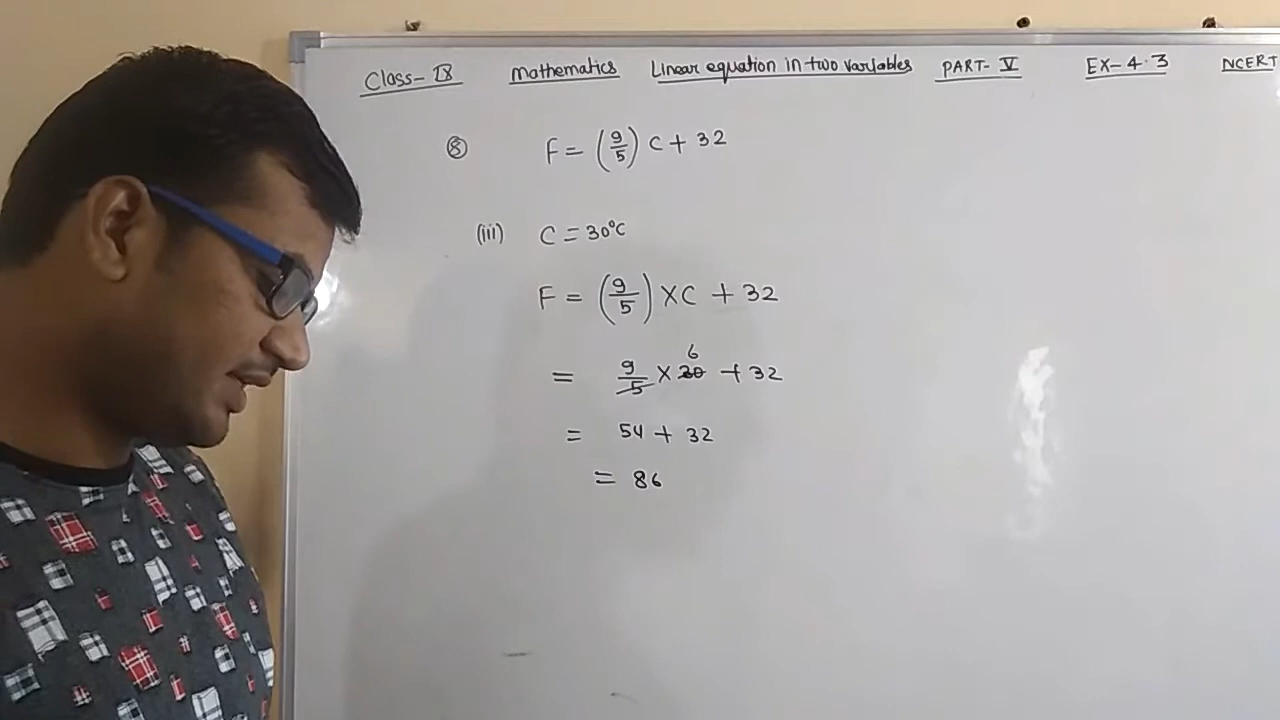 Class-IX Mathematics Linear equation in two variables PART-V EX-4.3 NCERT
⑧ F = (9/5) C + 32
(iii) C = 30°C
F = (9/5) × C + 32
= 9/5 × 30 6 + 32
= 54 + 32
= 86